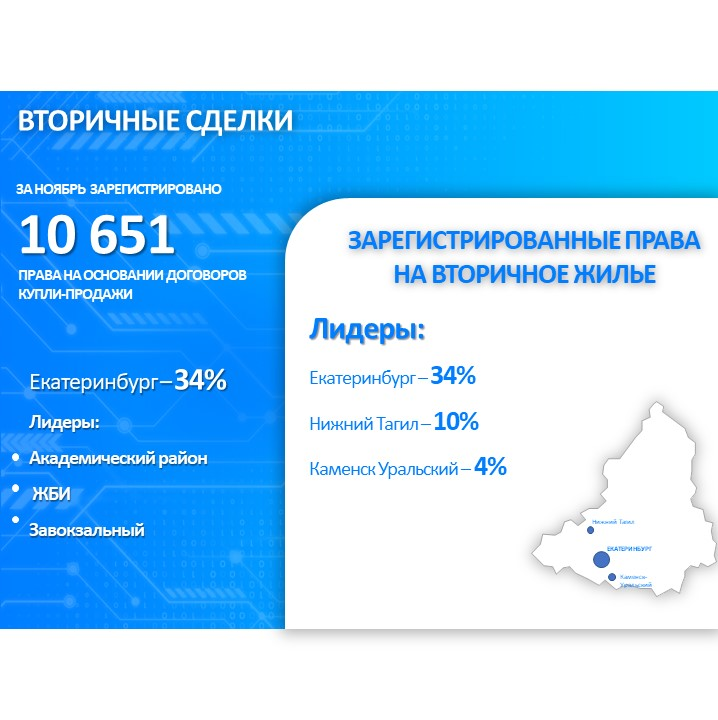 ВТОРИЧНЫЕ СДЕЛКИ
ЗА НОЯБРЬ ЗАРЕГИСТРИРОВАНО
10 651
ПРАВА НА ОСНОВАНИИ ДОГОВОРОВ
КУПЛИ-ПРОДАЖИ
Екатеринбург – 34%
Лидеры:
• Академический район
• ЖБИ
• Завокзальный
ЗАРЕГИСТРИРОВАННЫЕ ПРАВА
НА ВТОРИЧНОЕ ЖИЛЬЕ
Лидеры:
Екатеринбург – 34%
Нижний Тагил – 10%
Каменск Уральский – 4%
Нижний Тагил
ЕКАТЕРИНБУРГ
Каменск-
Уральский